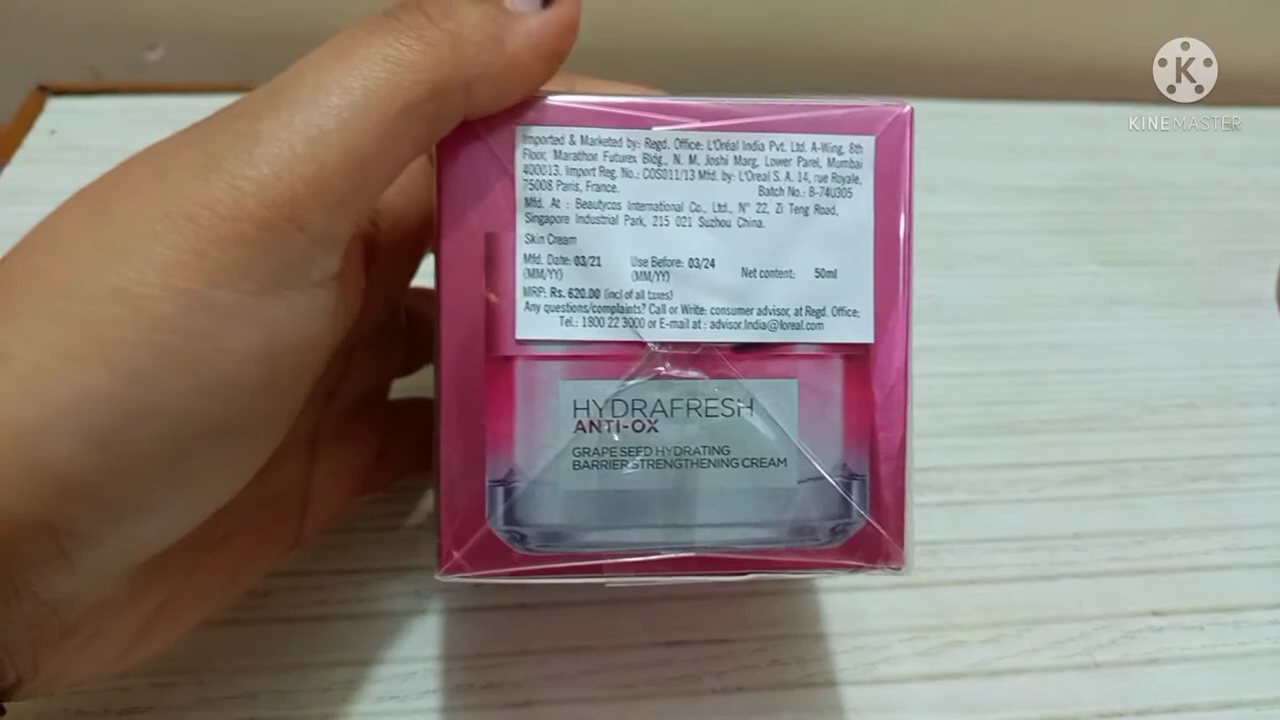 KINEMASTER
Imported & Marketed by: Regd. Office: L'Oréal India Pvt. Ltd. A-Wing, 8th
Floor, Marathon Futurex Bldg., N. M. Joshi Marg, Lower Parel, Mumbai
400013. Import Reg. No.: COS011/13 Mfd. by: L'Oreal S. A. 14, rue Royale,
75008 Paris, France. Batch No.: B-74U305
Mfd. At : Beautycos International Co., Ltd., N° 22, Zi Teng Road,
Singapore Industrial Park, 215 021 Suzhou China.
Skin Cream
Mfd. Date: 03/21 Use Before: 03/24
(MM/YY) (MM/YY) Net content: 50ml
MRP: Rs. 620.00 (incl of all taxes)
Any questions/complaints? Call or Write: consumer advisor, at Regd. Office;
Tel.: 1800 22 3000 or E-mail at : advisor.India@loreal.com
HYDRAFRESH
ANTI-OX
GRAPE SEED HYDRATING
BARRIER STRENGTHENING CREAM